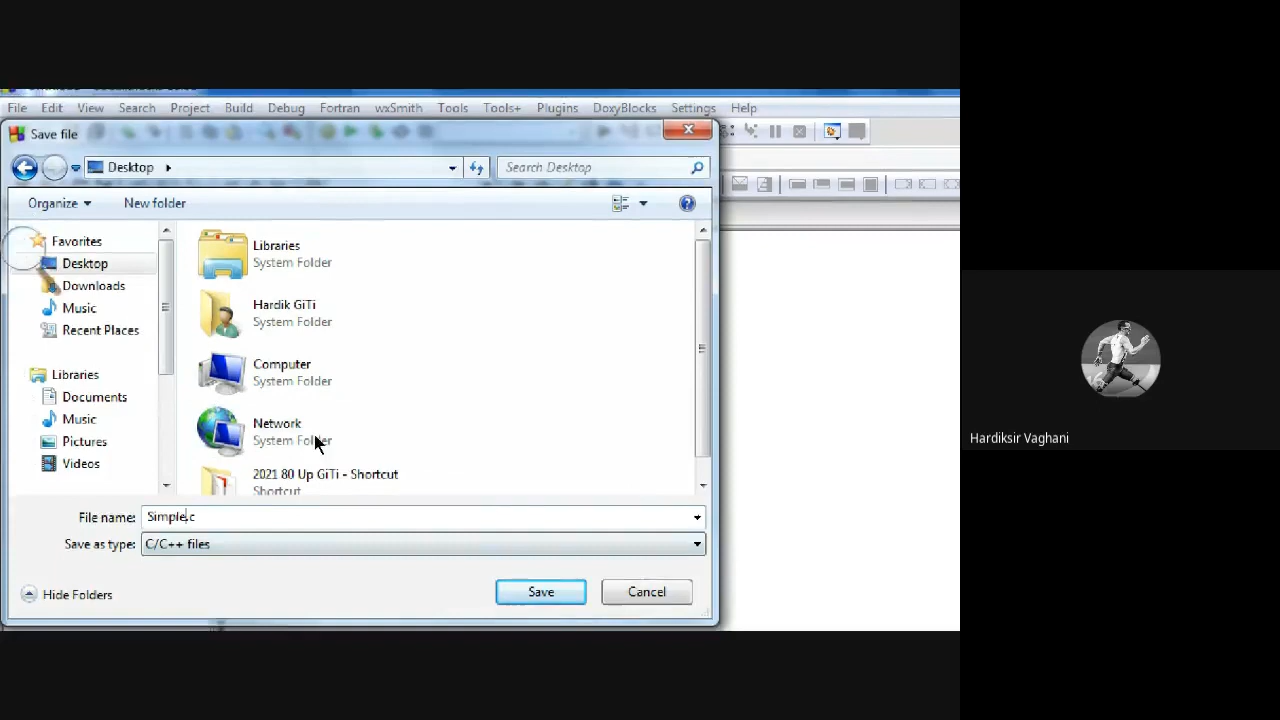 File Edit View Search Project Build Debug Fortran wxSmith Tools Tools+ Plugins DoxyBlocks Settings Help
Save file
Desktop
Search Desktop
Organize New folder
Favorites
Desktop
Downloads
Music
Recent Places
Libraries
Documents
Music
Pictures
Videos
Libraries
System Folder
Hardik GiTi
System Folder
Computer
System Folder
Network
System Folder
2021 80 Up GiTi - Shortcut
Shortcut
File name: Simple.c
Save as type: C/C++ files
Hide Folders
Save Cancel
Hardiksir Vaghani